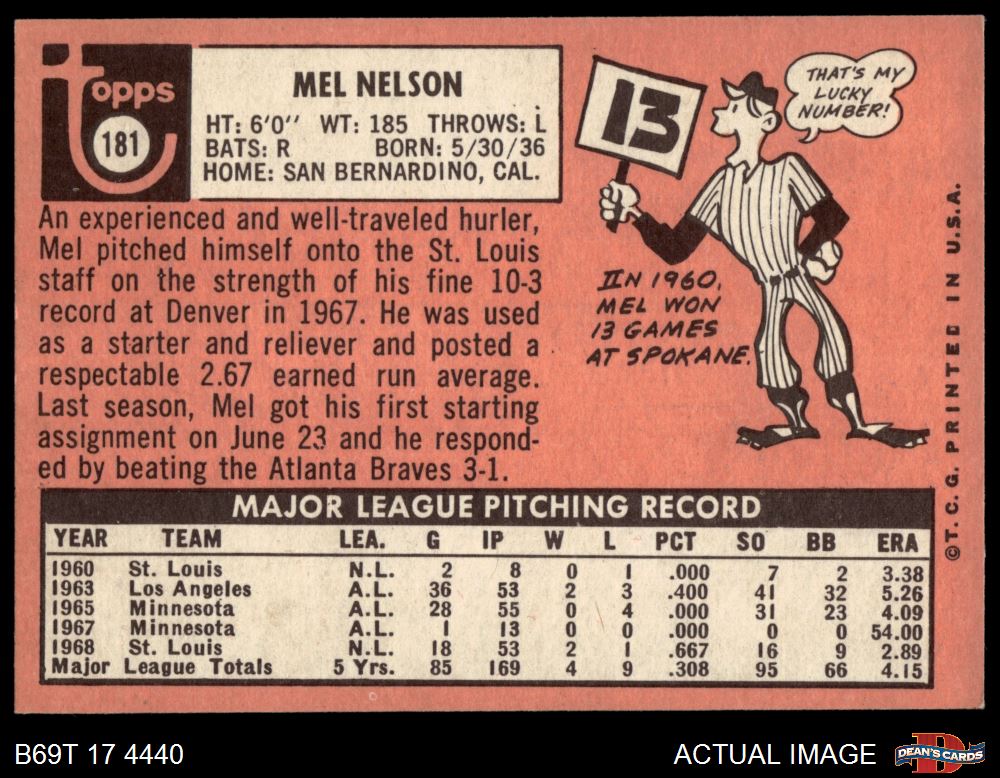 Topps
181
MEL NELSON
HT: 6'0" WT: 185 THROWS: L
BATS: R BORN: 5/30/36
HOME: SAN BERNARDINO, CAL.
An experienced and well-traveled hurler,
Mel pitched himself onto the St. Louis
staff on the strength of his fine 10-3
record at Denver in 1967. He was used
as a starter and reliever and posted a
respectable 2.67 earned run average.
Last season, Mel got his first starting
assignment on June 23 and he respond-
ed by beating the Atlanta Braves 3-1.
13
THAT'S MY
LUCKY
NUMBER!
IN 1960,
MEL WON
13 GAMES
AT SPOKANE.
©T. C. G. PRINTED IN U.S.A.
MAJOR LEAGUE PITCHING RECORD
YEAR TEAM LEA. G IP W L PCT SO BB ERA
1960 St. Louis N.L. 2 8 0 1 .000 7 2 3.38
1963 Los Angeles A.L. 36 53 2 3 .400 41 32 5.26
1965 Minnesota A.L. 28 55 0 4 .000 31 23 4.09
1967 Minnesota A.L. 1 13 0 0 .000 0 0 54.00
1968 St. Louis N.L. 18 53 2 1 .667 16 9 2.89
Major League Totals 5 Yrs. 85 169 4 9 .308 95 66 4.15
B69T 17 4440
ACTUAL IMAGE
DEAN'S CARDS